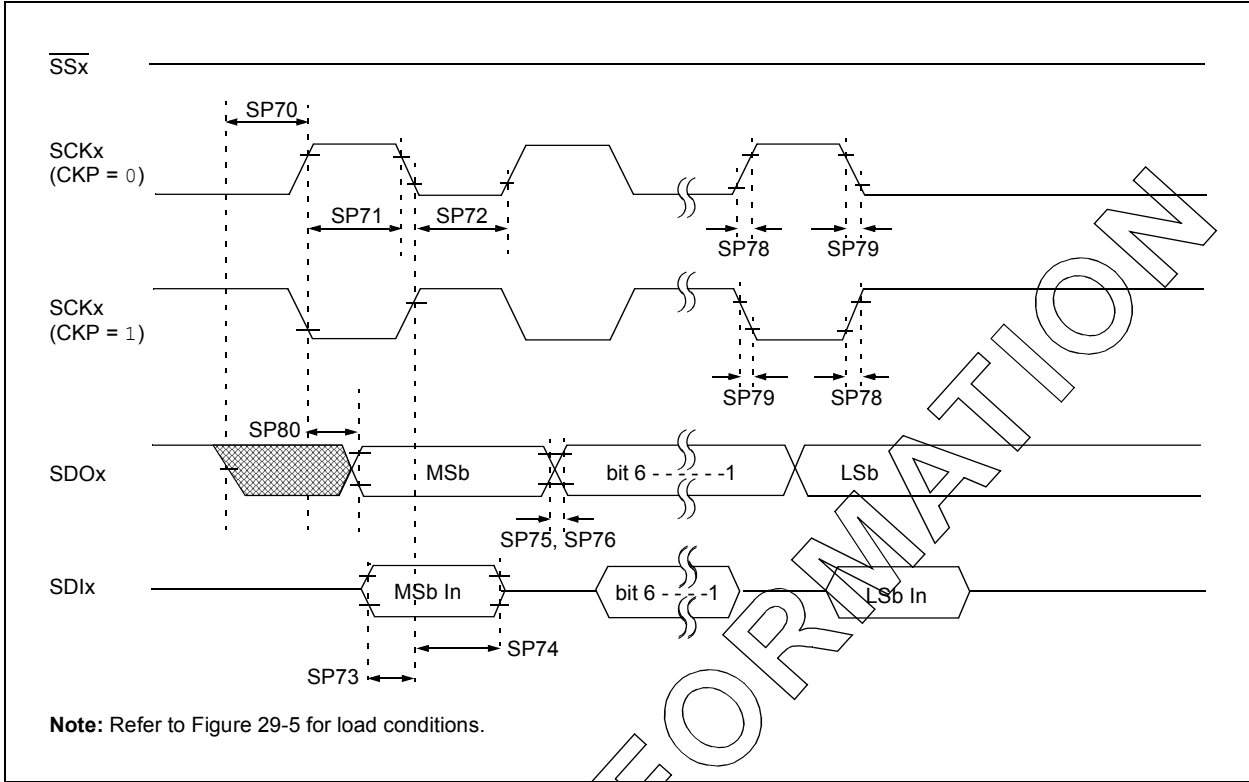 SSx
SP70
SCKx
(CKP = 0)
SP71
SP72
SP78
SP79
SCKx
(CKP = 1)
SP79
SP78
SP80
SDOx
MSb
bit 6 - - - - - -1
LSb
SP75, SP76
SDIx
MSb In
bit 6 - - - - -1
LSb In
SP74
SP73
Note: Refer to Figure 29-5 for load conditions.
FORMATION